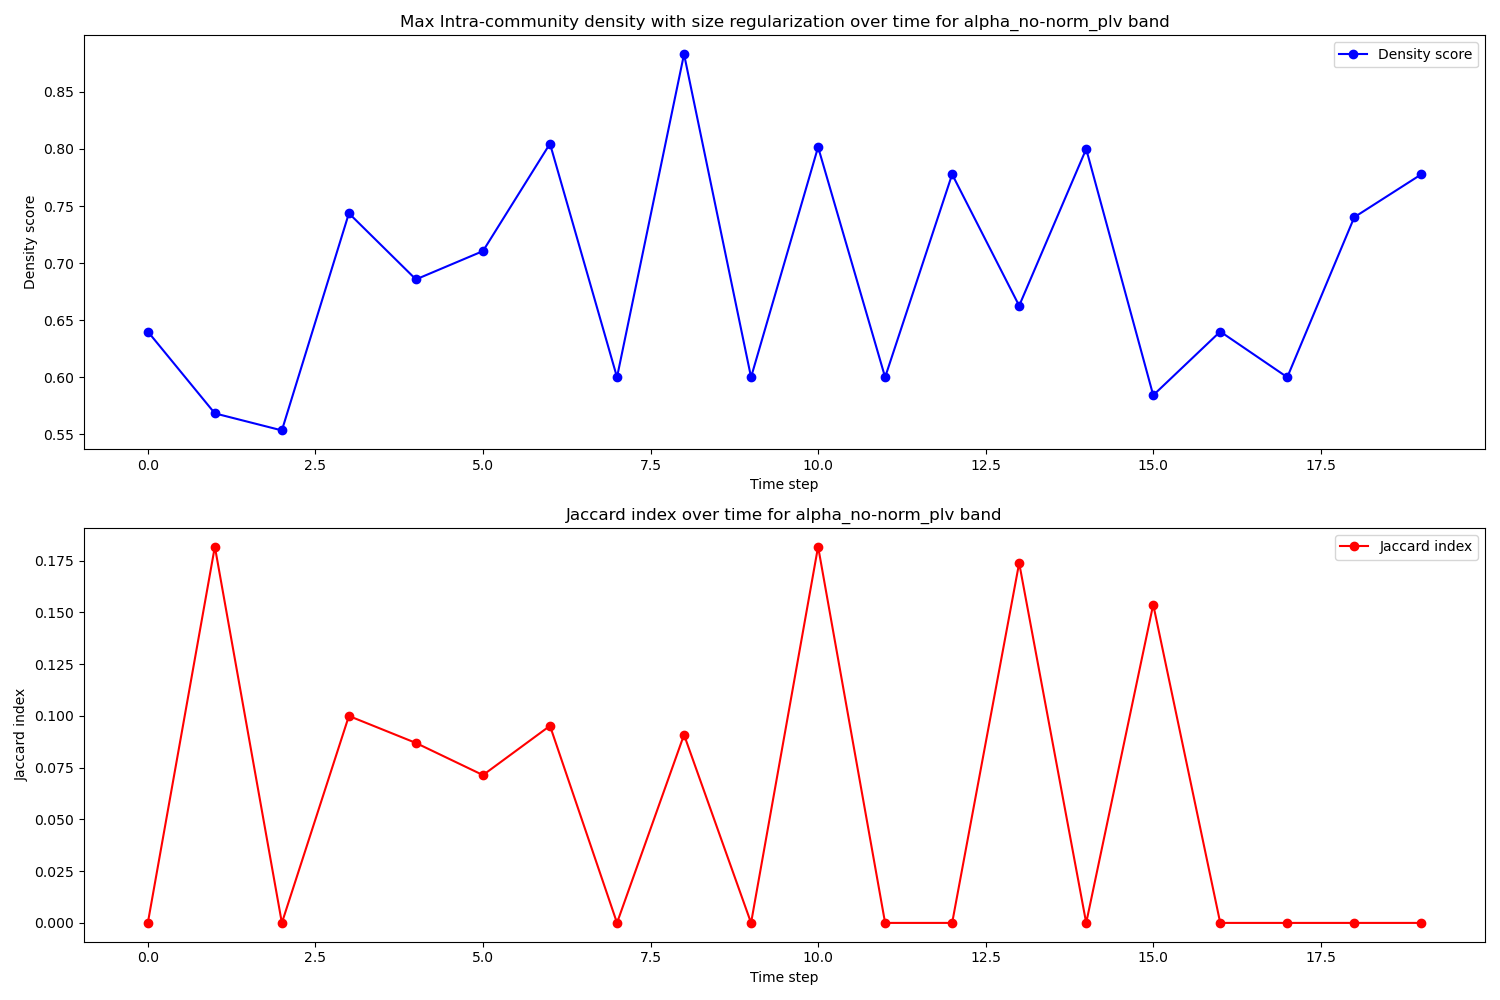 Max Intra-community density with size regularization over time for alpha_no-norm_plv band
Density score
0.85
0.80
0.75
0.70
0.65
0.60
0.55
Density score
0.0 2.5 5.0 7.5 10.0 12.5 15.0 17.5
Time step
Jaccard index over time for alpha_no-norm_plv band
Jaccard index
0.175
0.150
0.125
0.100
0.075
0.050
0.025
0.000
Jaccard index
0.0 2.5 5.0 7.5 10.0 12.5 15.0 17.5
Time step